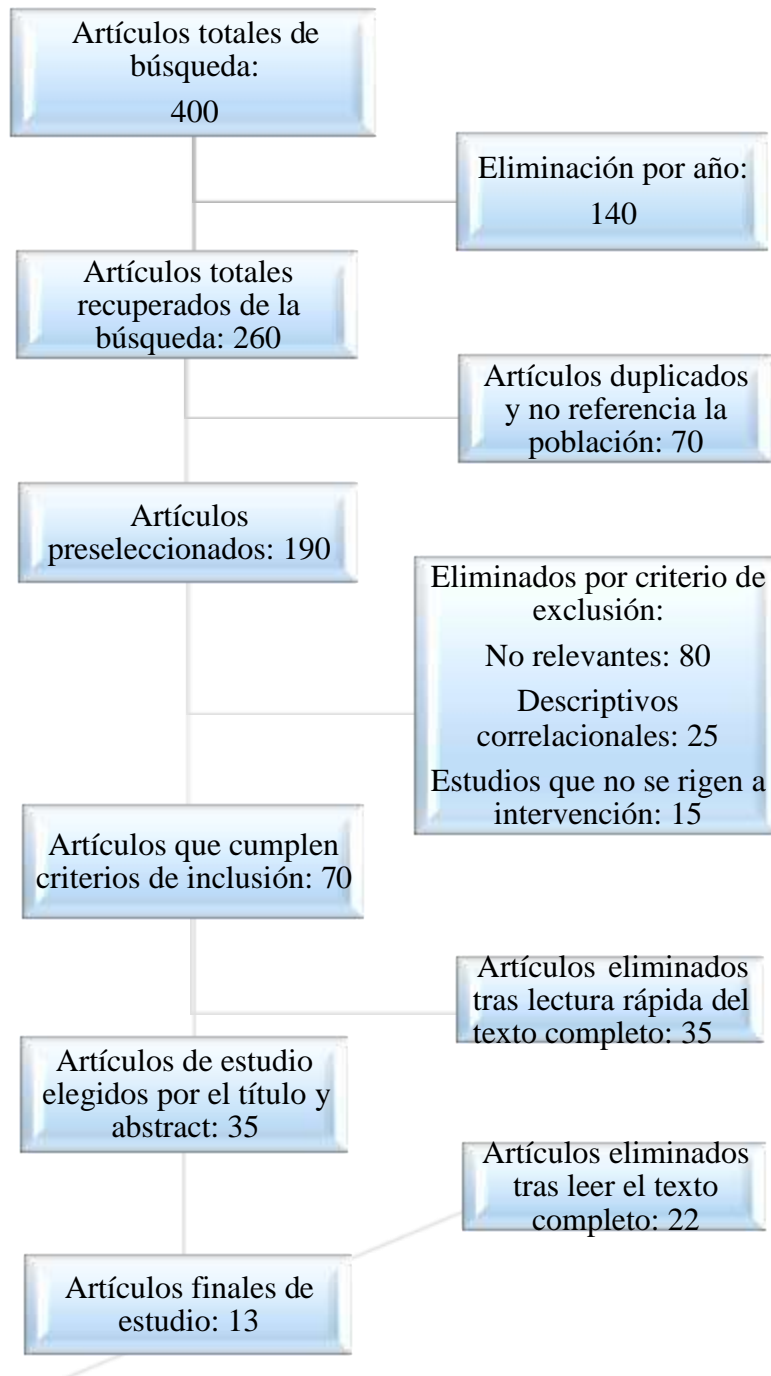 Artículos totales de
búsqueda:
400
Eliminación por año:
140
Artículos totales
recuperados de la
búsqueda: 260
Artículos duplicados
y no referencia la
población: 70
Artículos
preseleccionados: 190
Eliminados por criterio de
exclusión:
No relevantes: 80
Descriptivos
correlacionales: 25
Estudios que no se rigen a
intervención: 15
Artículos que cumplen
criterios de inclusión: 70
Artículos eliminados
tras lectura rápida del
texto completo: 35
Artículos de estudio
elegidos por el título y
abstract: 35
Artículos eliminados
tras leer el texto
completo: 22
Artículos finales de
estudio: 13